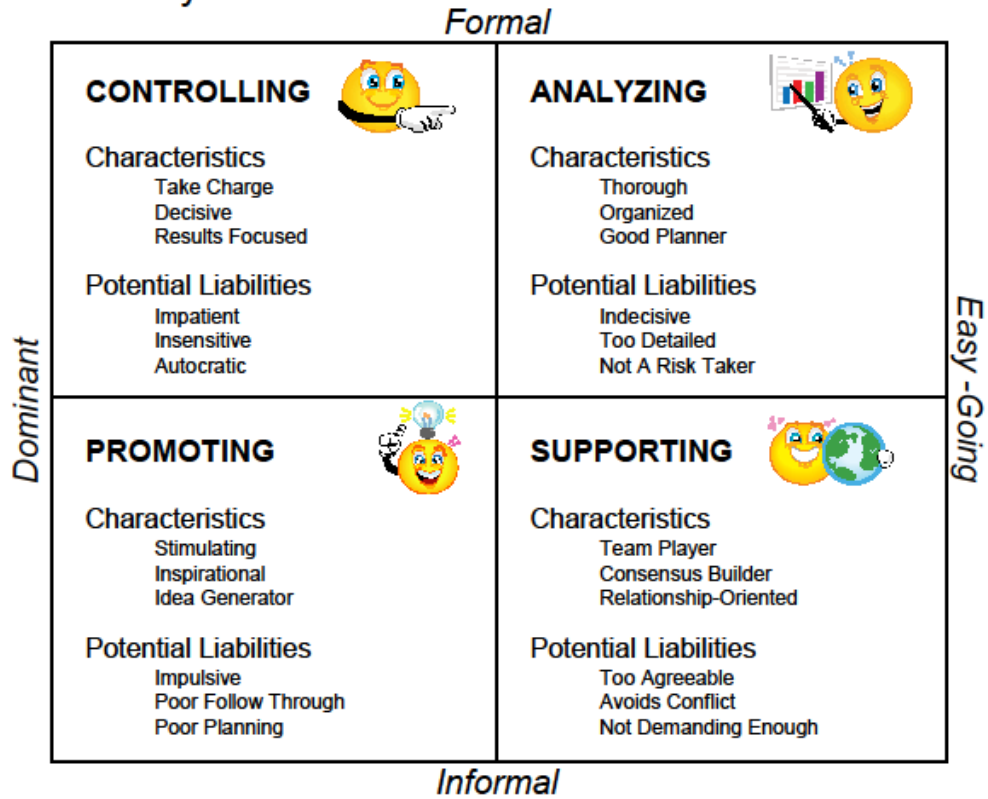 Formal
CONTROLLING
Characteristics
Take Charge
Decisive
Results Focused
Potential Liabilities
Impatient
Insensitive
Autocratic
ANALYZING
Characteristics
Thorough
Organized
Good Planner
Potential Liabilities
Indecisive
Too Detailed
Not A Risk Taker
Dominant
Easy -Going
PROMOTING
Characteristics
Stimulating
Inspirational
Idea Generator
Potential Liabilities
Impulsive
Poor Follow Through
Poor Planning
SUPPORTING
Characteristics
Team Player
Consensus Builder
Relationship-Oriented
Potential Liabilities
Too Agreeable
Avoids Conflict
Not Demanding Enough
Informal